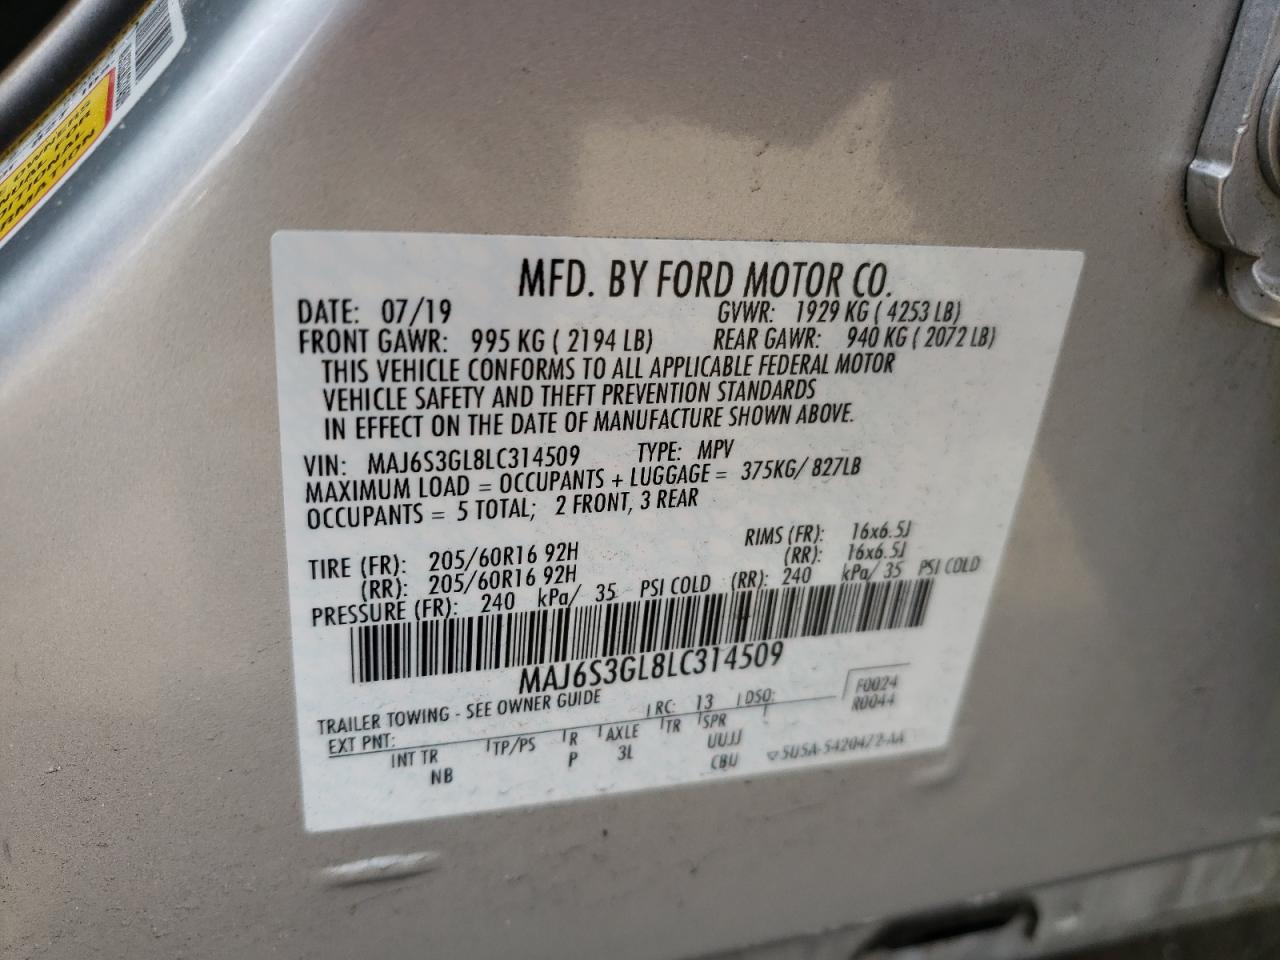 OWNERS
MANUAL FOR
MFD. BY FORD MOTOR CO.
DATE: 07/19 GVWR: 1929 KG ( 4253 LB)
FRONT GAWR: 995 KG ( 2194 LB) REAR GAWR: 940 KG ( 2072 LB)
THIS VEHICLE CONFORMS TO ALL APPLICABLE FEDERAL MOTOR
VEHICLE SAFETY AND THEFT PREVENTION STANDARDS
IN EFFECT ON THE DATE OF MANUFACTURE SHOWN ABOVE.
VIN: MAJ6S3GL8LC314509 TYPE: MPV
MAXIMUM LOAD = OCCUPANTS + LUGGAGE = 375KG/ 827LB
OCCUPANTS = 5 TOTAL; 2 FRONT, 3 REAR
TIRE (FR): 205/60R16 92H RIMS (FR): 16x6.5J
(RR): 205/60R16 92H (RR): 16x6.5J
PRESSURE (FR): 240 kPa/ 35 PSI COLD (RR): 240 kPa/ 35 PSI COLD
MAJ6S3GL8LC314509
TRAILER TOWING - SEE OWNER GUIDE
F0024
R0044
EXT PNT: RC: 13 DSO:
INT TR TP/PS R AXLE TR SPR
NB P 3L UUJJ
CBU